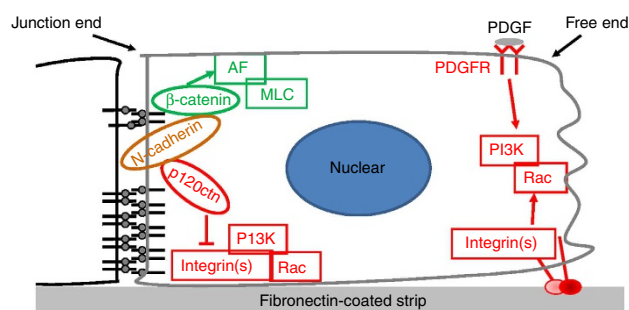 Junction end
PDGF
Free end
AF
PDGFR
β-catenin
MLC
N-cadherin
PI3K
p120ctn
Nuclear
Rac
P13K
Integrin(s)
Integrin(s)
Rac
Fibronectin-coated strip